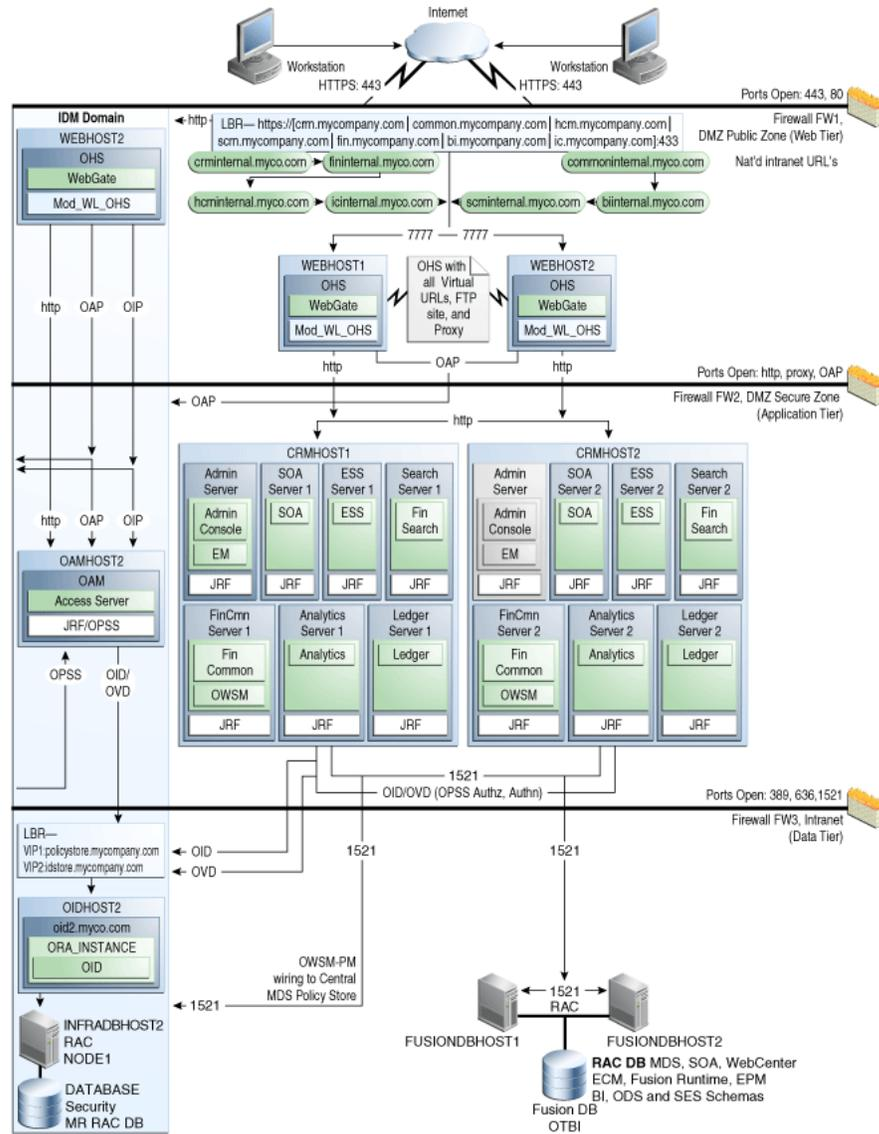 Internet
Workstation
Workstation
HTTPS: 443
HTTPS: 443
Ports Open: 443, 80
Firewall FW1,
DMZ Public Zone (Web Tier)
Nat'd intranet URL's
IDM Domain
WEBHOST2
OHS
WebGate
Mod_WL_OHS
http
LBR— https://[crm.mycompany.com | common.mycompany.com | hcm.mycompany.com |
scm.mycompany.com | fin.mycompany.com | bi.mycompany.com | ic.mycompany.com]:433
crminternal.myco.com
fininternal.myco.com
commoninternal.myco.com
hcminternal.myco.com
icinternal.myco.com
scminternal.myco.com
biinternal.myco.com
7777
7777
WEBHOST1
OHS
WebGate
Mod_WL_OHS
OHS with
all Virtual
URLs, FTP
site, and
Proxy
WEBHOST2
OHS
WebGate
Mod_WL_OHS
http
OAP
OIP
http
OAP
http
Ports Open: http, proxy, OAP
Firewall FW2, DMZ Secure Zone
(Application Tier)
OAP
http
CRMHOST1
Admin
Server
Admin
Console
EM
JRF
SOA
Server 1
SOA
JRF
ESS
Server 1
ESS
JRF
Search
Server 1
Fin
Search
JRF
FinCmn
Server 1
Fin
Common
OWSM
JRF
Analytics
Server 1
Analytics
JRF
Ledger
Server 1
Ledger
JRF
CRMHOST2
Admin
Server
Admin
Console
EM
JRF
SOA
Server 2
SOA
JRF
ESS
Server 2
ESS
JRF
Search
Server 2
Fin
Search
JRF
FinCmn
Server 2
Fin
Common
OWSM
JRF
Analytics
Server 2
Analytics
JRF
Ledger
Server 2
Ledger
JRF
http
OAP
OIP
OAMHOST2
OAM
Access Server
JRF/OPSS
OPSS
OID/
OVD
1521
OID/OVD (OPSS Authz, Authn)
Ports Open: 389, 636,1521
Firewall FW3, Intranet
(Data Tier)
LBR—
VIP1:policystore.mycompany.com
VIP2:idstore.mycompany.com
OID
OVD
1521
1521
OIDHOST2
oid2.myco.com
ORA_INSTANCE
OID
OWSM-PM
wiring to Central
MDS Policy Store
1521
INFRADBHOST2
RAC
NODE1
DATABASE
Security
MR RAC DB
1521
RAC
FUSIONDBHOST1
FUSIONDBHOST2
RAC DB MDS, SOA, WebCenter
ECM, Fusion Runtime, EPM
BI, ODS and SES Schemas
Fusion DB
OTBI